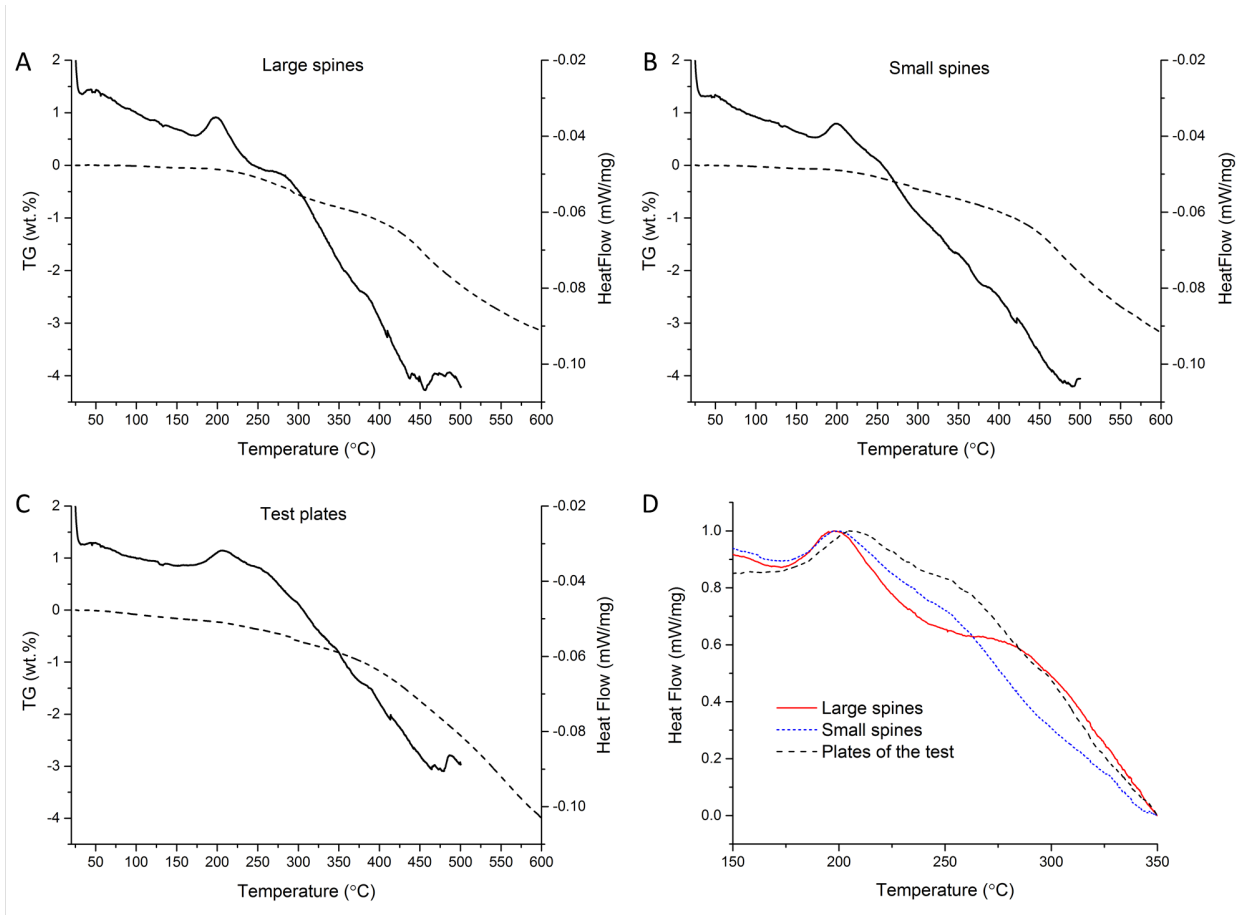 A
Large spines
2
1
0
-1
-2
-3
-4
TG (wt.%)
-0.02
-0.04
-0.06
-0.08
-0.10
HeatFlow (mW/mg)
50 100 150 200 250 300 350 400 450 500 550 600
Temperature (°C)
B
Small spines
2
1
0
-1
-2
-3
-4
TG (wt.%)
-0.02
-0.04
-0.06
-0.08
-0.10
HeatFlow (mW/mg)
50 100 150 200 250 300 350 400 450 500 550 600
Temperature (°C)
C
Test plates
2
1
0
-1
-2
-3
-4
TG (wt.%)
-0.02
-0.04
-0.06
-0.08
-0.10
Heat Flow (mW/mg)
50 100 150 200 250 300 350 400 450 500 550 600
Temperature (°C)
D
1.0
0.8
0.6
0.4
0.2
0.0
Heat Flow (mW/mg)
Large spines
Small spines
Plates of the test
150 200 250 300 350
Temperature (°C)